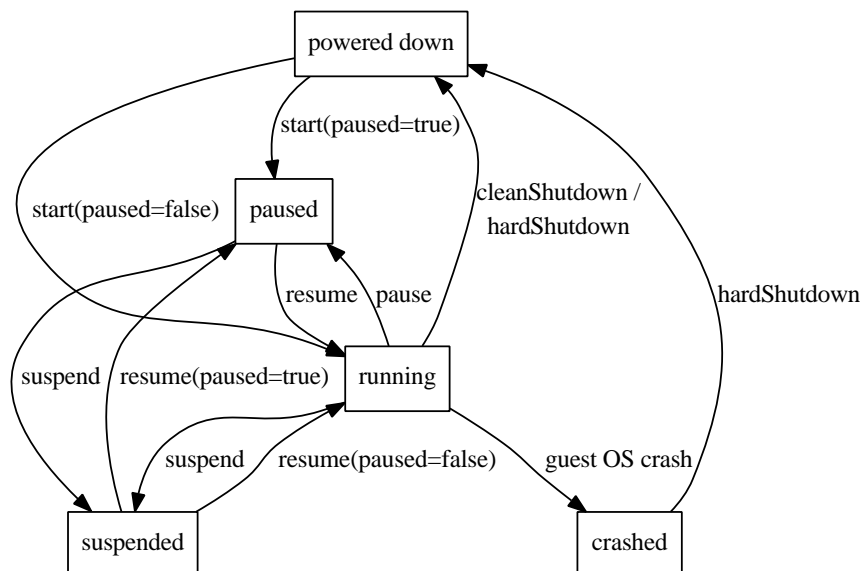 powered down
start(paused=true)
cleanShutdown /
hardShutdown
start(paused=false)
paused
hardShutdown
resume
pause
suspend
resume(paused=true)
running
suspend
resume(paused=false)
guest OS crash
suspended
crashed